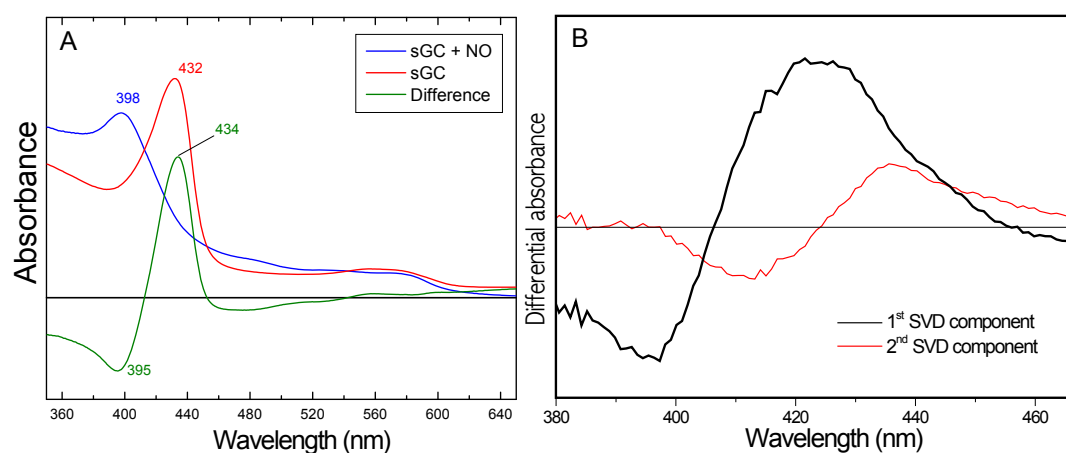 A
sGC + NO
sGC
Difference
432
398
434
395
Absorbance
360 400 440 480 520 560 600 640
Wavelength (nm)
B
Differential absorbance
1st SVD component
2nd SVD component
380 400 420 440 460
Wavelength (nm)